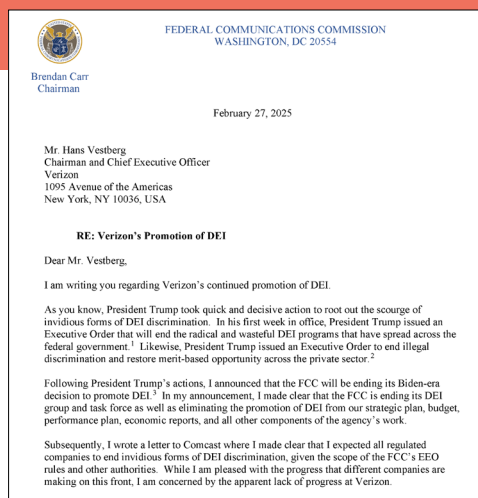 FEDERAL COMMUNICATIONS COMMISSION
WASHINGTON, DC 20554
Brendan Carr
Chairman
February 27, 2025
Mr. Hans Vestberg
Chairman and Chief Executive Officer
Verizon
1095 Avenue of the Americas
New York, NY 10036, USA
RE: Verizon's Promotion of DEI
Dear Mr. Vestberg,
I am writing you regarding Verizon's continued promotion of DEI.
As you know, President Trump took quick and decisive action to root out the scourge of
invidious forms of DEI discrimination. In his first week in office, President Trump issued an
Executive Order that will end the radical and wasteful DEI programs that have spread across the
federal government.1 Likewise, President Trump issued an Executive Order to end illegal
discrimination and restore merit-based opportunity across the private sector.2
Following President Trump's actions, I announced that the FCC will be ending its Biden-era
decision to promote DEI.3 In my announcement, I made clear that the FCC is ending its DEI
group and task force as well as eliminating the promotion of DEI from our strategic plan, budget,
performance plan, economic reports, and all other components of the agency's work.
Subsequently, I wrote a letter to Comcast where I made clear that I expected all regulated
companies to end invidious forms of DEI discrimination, given the scope of the FCC's EEO
rules and other authorities. While I am pleased with the progress that different companies are
making on this front, I am concerned by the apparent lack of progress at Verizon.